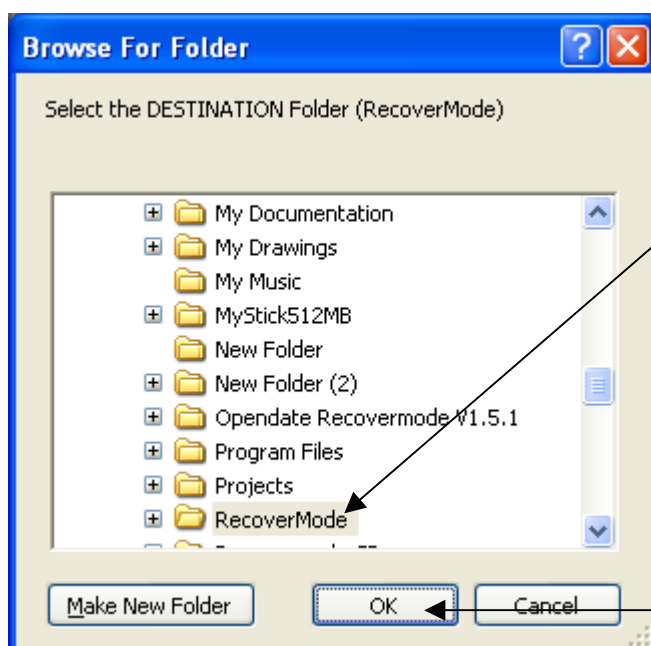 Browse For Folder
Select the DESTINATION Folder (RecoverMode)
My Documentation
My Drawings
My Music
MyStick512MB
New Folder
New Folder (2)
Opendate Recovermode V1.5.1
Program Files
Projects
RecoverMode
Make New Folder
OK
Cancel